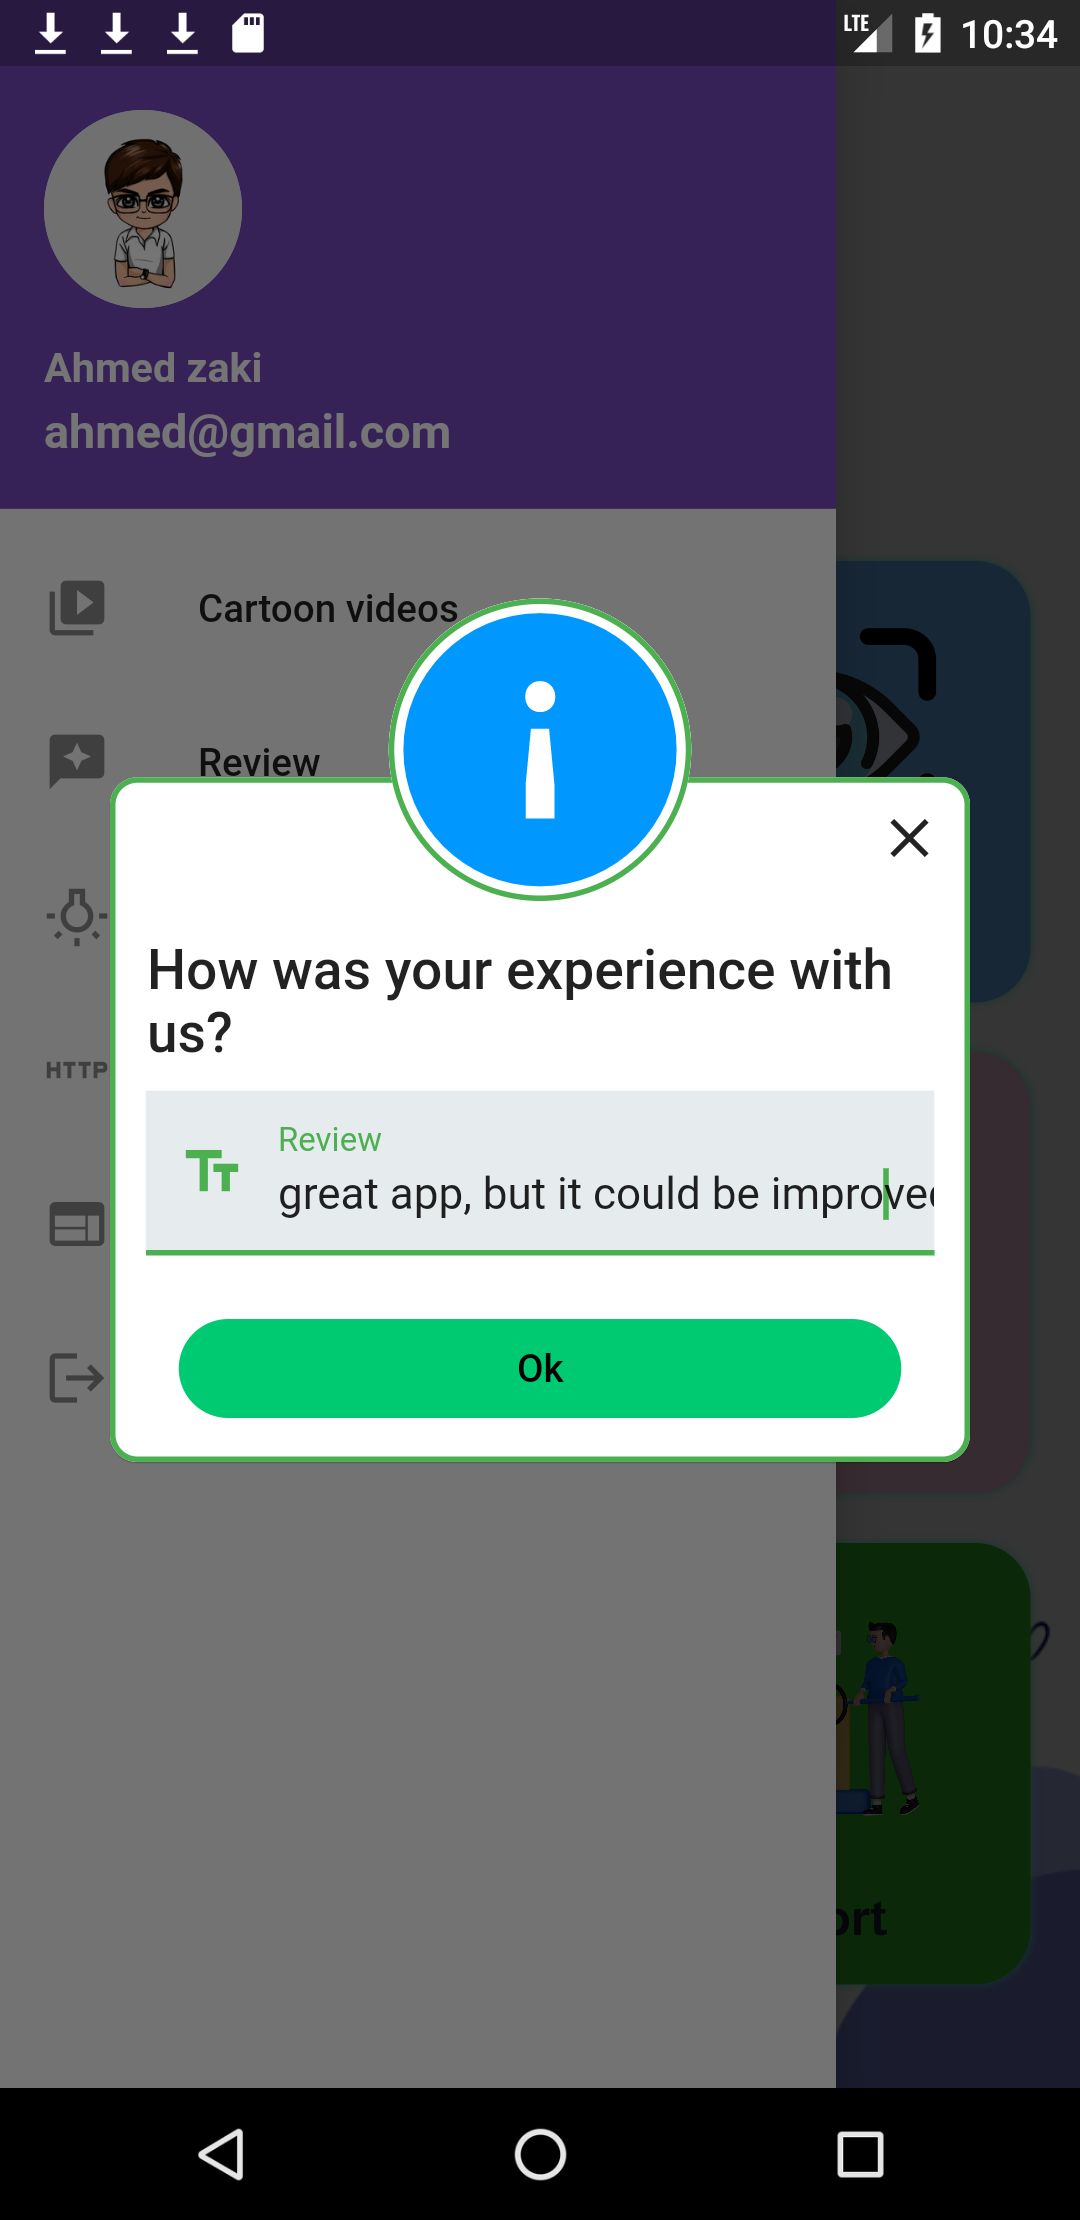 LTE 10:34
Ahmed zaki
ahmed@gmail.com
Cartoon videos
Review
HTTP
How was your experience with
us?
Review
great app, but it could be improve
Ok
ort